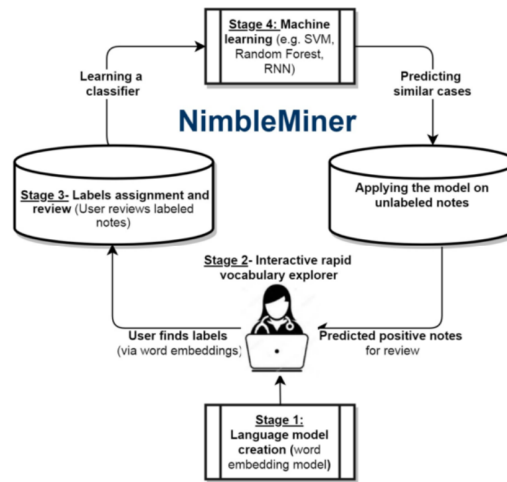 Stage 4: Machine
learning (e.g. SVM,
Random Forest,
RNN)
Learning a
classifier
Predicting
similar cases
NimbleMiner
Stage 3- Labels assignment and
review (User reviews labeled
notes)
Applying the model on
unlabeled notes
Stage 2- Interactive rapid
vocabulary explorer
User finds labels
(via word embeddings)
Predicted positive notes
for review
Stage 1:
Language model
creation (word
embedding model)